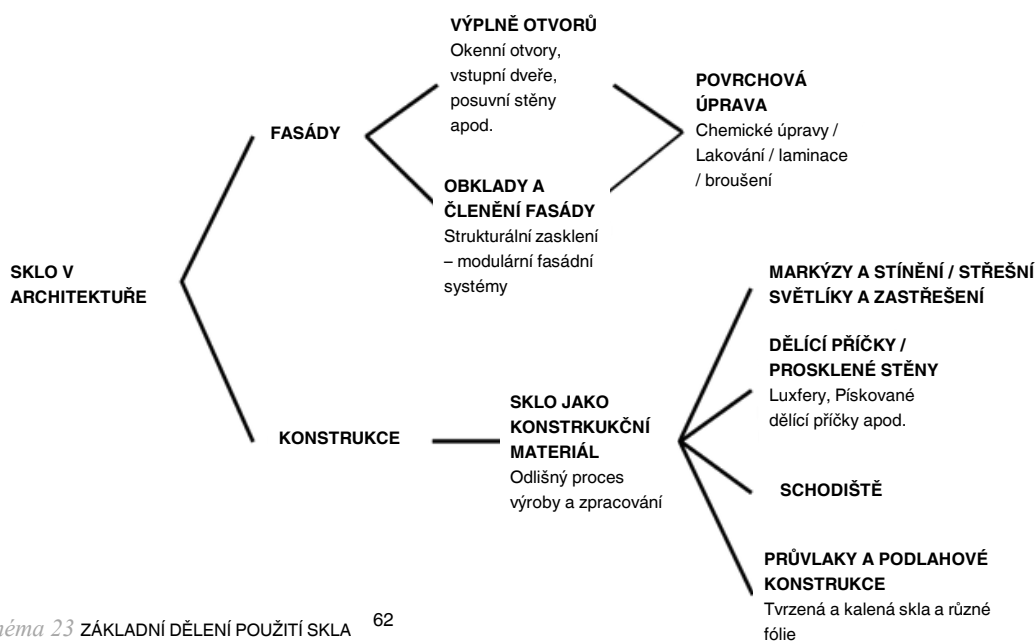 VÝPLNĚ OTVORŮ
Okenní otvory,
vstupní dveře,
posuvní stěny
apod.
POVRCHOVÁ
ÚPRAVA
Chemické úpravy /
Lakování / laminace
/ broušení
FASÁDY
OBKLADY A
ČLENĚNÍ FASÁDY
Strukturální zasklení
– modulární fasádní
systémy
SKLO V
ARCHITEKTUŘE
MARKÝZY A STÍNĚNÍ / STŘEŠNÍ
SVĚTLÍKY A ZASTŘEŠENÍ
DĚLÍCÍ PŘÍČKY /
PROSKLENÉ STĚNY
Luxfery, Pískované
dělící příčky apod.
KONSTRUKCE
SKLO JAKO
KONSTRKUKČNÍ
MATERIÁL
Odlišný proces
výroby a zpracování
SCHODIŠTĚ
PRŮVLAKY A PODLAHOVÉ
KONSTRUKCE
Tvrzená a kalená skla a různé
fólie
23 ZÁKLADNÍ DĚLENÍ POUŽITÍ SKLA 62